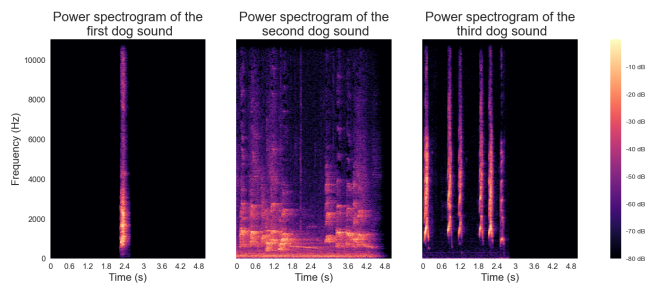 Power spectrogram of the
first dog sound
Power spectrogram of the
second dog sound
Power spectrogram of the
third dog sound
Frequency (Hz)
10000
8000
6000
4000
2000
0
0 0.6 1.2 1.8 2.4 3 3.6 4.2 4.8
Time (s)
0 0.6 1.2 1.8 2.4 3 3.6 4.2 4.8
Time (s)
0 0.6 1.2 1.8 2.4 3 3.6 4.2 4.8
Time (s)
-10 dB
-20 dB
-30 dB
-40 dB
-50 dB
-60 dB
-70 dB
-80 dB